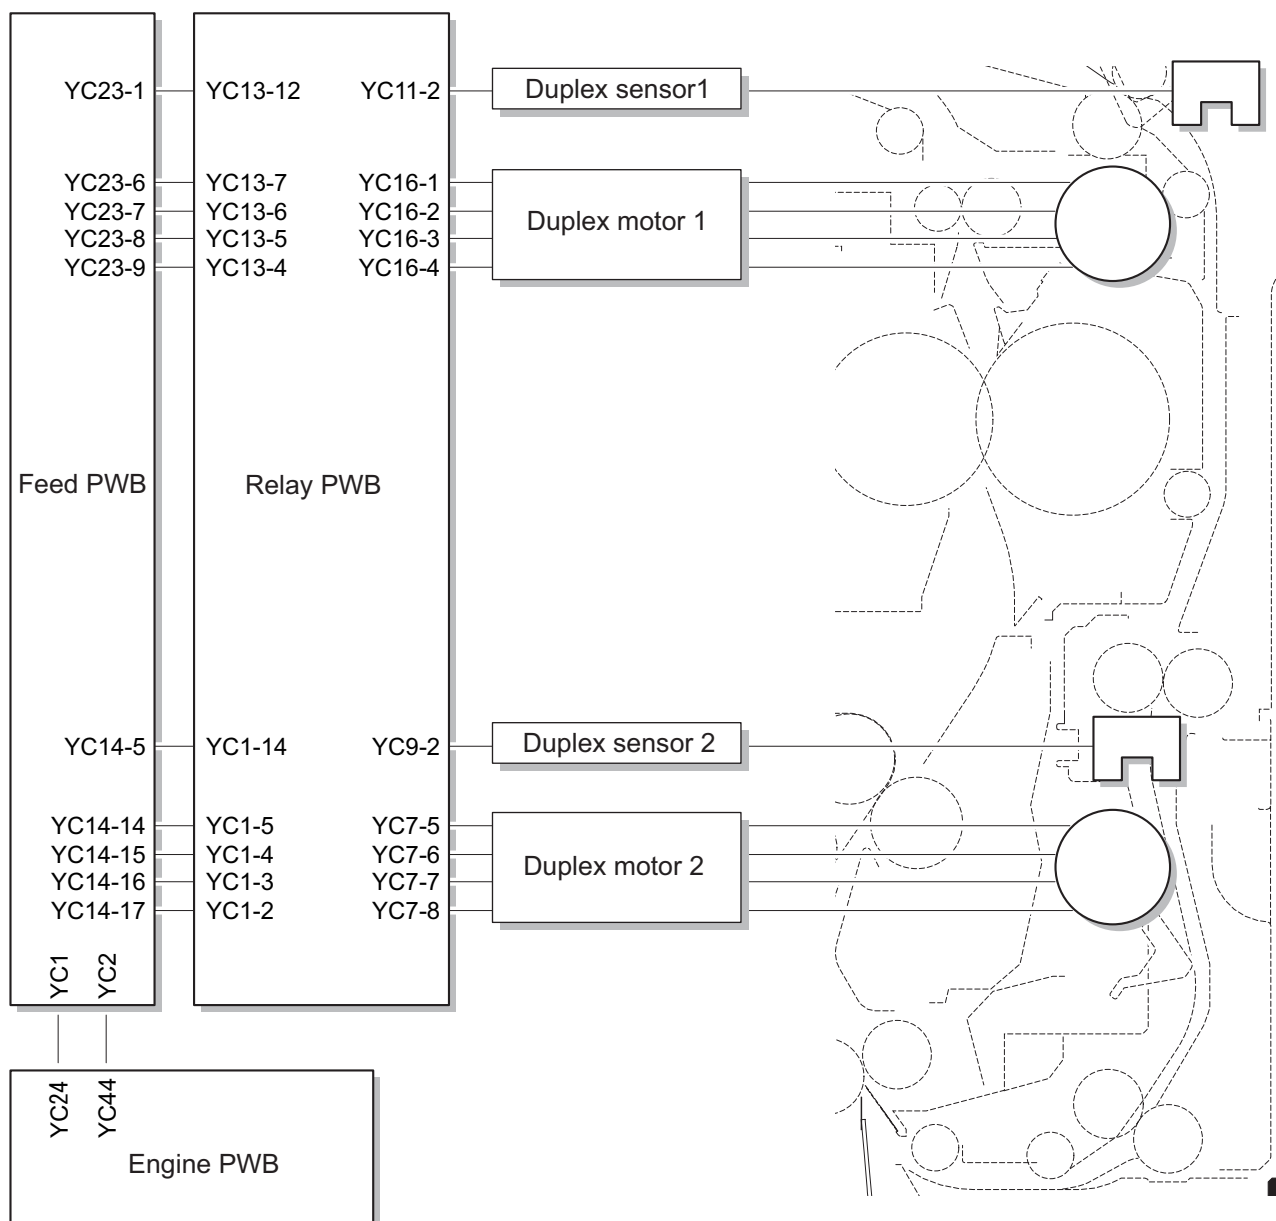 YC23-1 YC13-12 YC11-2 Duplex sensor1
YC23-6 YC13-7 YC16-1
YC23-7 YC13-6 YC16-2
Duplex motor 1
YC23-8 YC13-5 YC16-3
YC23-9 YC13-4 YC16-4
Feed PWB Relay PWB
YC14-5 YC1-14 YC9-2 Duplex sensor 2
YC14-14 YC1-5 YC7-5
YC14-15 YC1-4 YC7-6
Duplex motor 2
YC14-16 YC1-3 YC7-7
YC14-17 YC1-2 YC7-8
YC1 YC2
YC24 YC44
Engine PWB